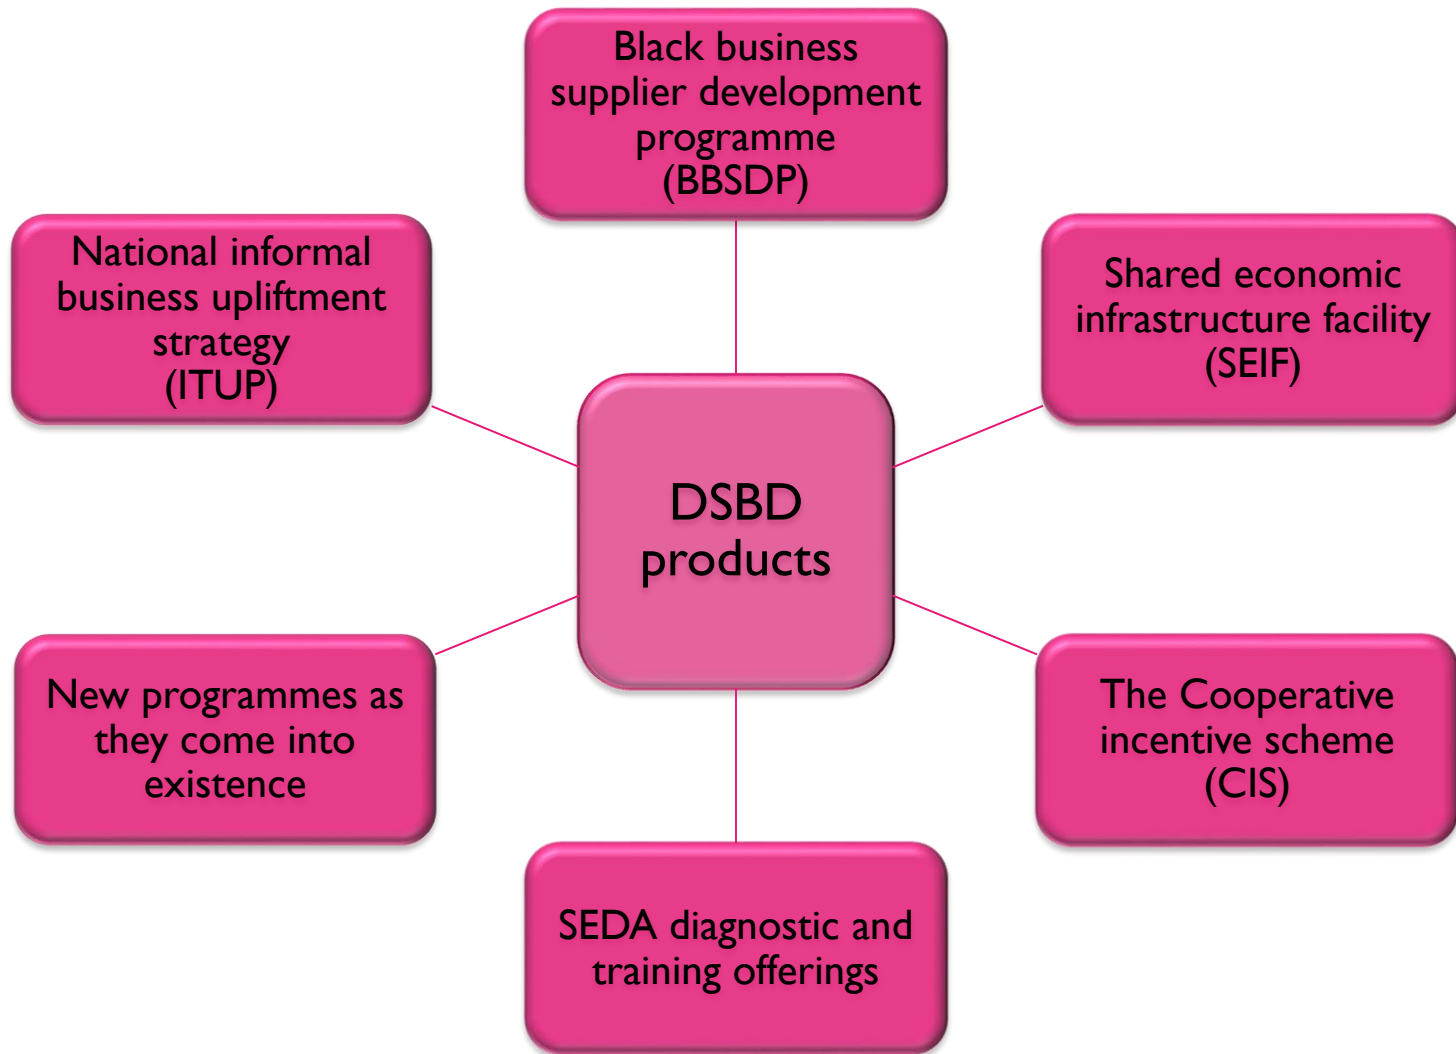 Black business
supplier development
programme
(BBSDP)
Shared economic
infrastructure facility
(SEIF)
The Cooperative
incentive scheme
(CIS)
SEDA diagnostic and
training offerings
New programmes as
they come into
existence
National informal
business upliftment
strategy
(ITUP)
DSBD
products